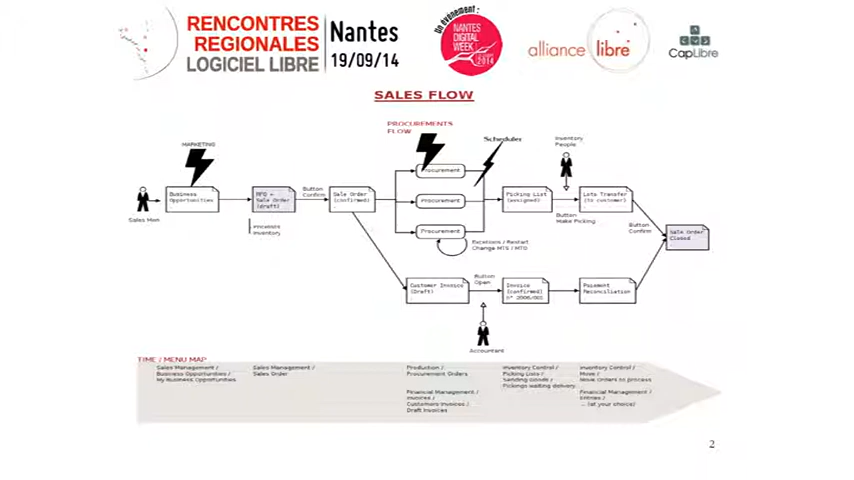 RENCONTRES
REGIONALES
LOGICIEL LIBRE
Nantes
19/09/14
Un événement :
NANTES
DIGITAL
WEEK
2014
alliance libre
CapLibre
SALES FLOW
PROCUREMENTS
FLOW
MARKETING
Scheduler
Inventory
People
Sales Man
Business
Opportunities
RFQ =
Sale Order
(draft)
Button
Confirm
Sale Order
(confirmed)
Procurement
Procurement
Procurement
Picking List
(assigned)
Button
Make Picking
Lots Transfer
(to customer)
Button
Confirm
Sale Order
Closed
Inventory
Exceptions / Restart
Change MTS / MTO
Customer Invoice
(Draft)
Button
Open
Invoice
(confirmed)
n° 2006/001
Payement
Reconciliation
Accountant
TIME / MENU MAP
Sales Management /
Business Opportunities /
My Business Opportunities
Sales Management /
Sales Order
Production /
Procurement Orders
Financial Management /
Invoices /
Customers Invoices /
Draft Invoices
Inventory Control /
Picking Lists /
Sending Goods /
Pickings waiting delivery
Inventory Control /
Move /
Move Orders to process
Financial Management /
Entries /
... (at your choice)
2